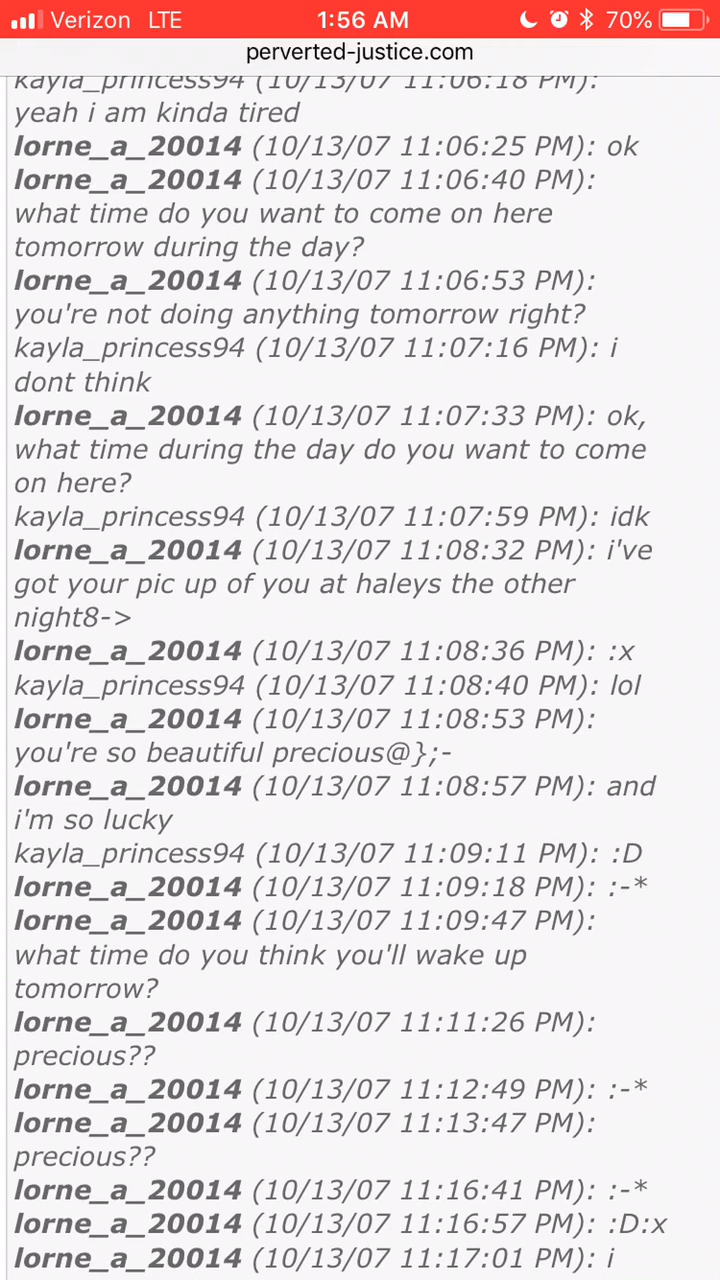 Verizon LTE 1:56 AM 70%
perverted-justice.com
kayla_princess94 (10/13/07 11:06:18 PM):
yeah i am kinda tired
lorne_a_20014 (10/13/07 11:06:25 PM): ok
lorne_a_20014 (10/13/07 11:06:40 PM):
what time do you want to come on here
tomorrow during the day?
lorne_a_20014 (10/13/07 11:06:53 PM):
you're not doing anything tomorrow right?
kayla_princess94 (10/13/07 11:07:16 PM): i
dont think
lorne_a_20014 (10/13/07 11:07:33 PM): ok,
what time during the day do you want to come
on here?
kayla_princess94 (10/13/07 11:07:59 PM): idk
lorne_a_20014 (10/13/07 11:08:32 PM): i've
got your pic up of you at haleys the other
night8->
lorne_a_20014 (10/13/07 11:08:36 PM): :x
kayla_princess94 (10/13/07 11:08:40 PM): lol
lorne_a_20014 (10/13/07 11:08:53 PM):
you're so beautiful precious@};-
lorne_a_20014 (10/13/07 11:08:57 PM): and
i'm so lucky
kayla_princess94 (10/13/07 11:09:11 PM): :D
lorne_a_20014 (10/13/07 11:09:18 PM): :-*
lorne_a_20014 (10/13/07 11:09:47 PM):
what time do you think you'll wake up
tomorrow?
lorne_a_20014 (10/13/07 11:11:26 PM):
precious??
lorne_a_20014 (10/13/07 11:12:49 PM): :-*
lorne_a_20014 (10/13/07 11:13:47 PM):
precious??
lorne_a_20014 (10/13/07 11:16:41 PM): :-*
lorne_a_20014 (10/13/07 11:16:57 PM): :D:x
lorne_a_20014 (10/13/07 11:17:01 PM): i